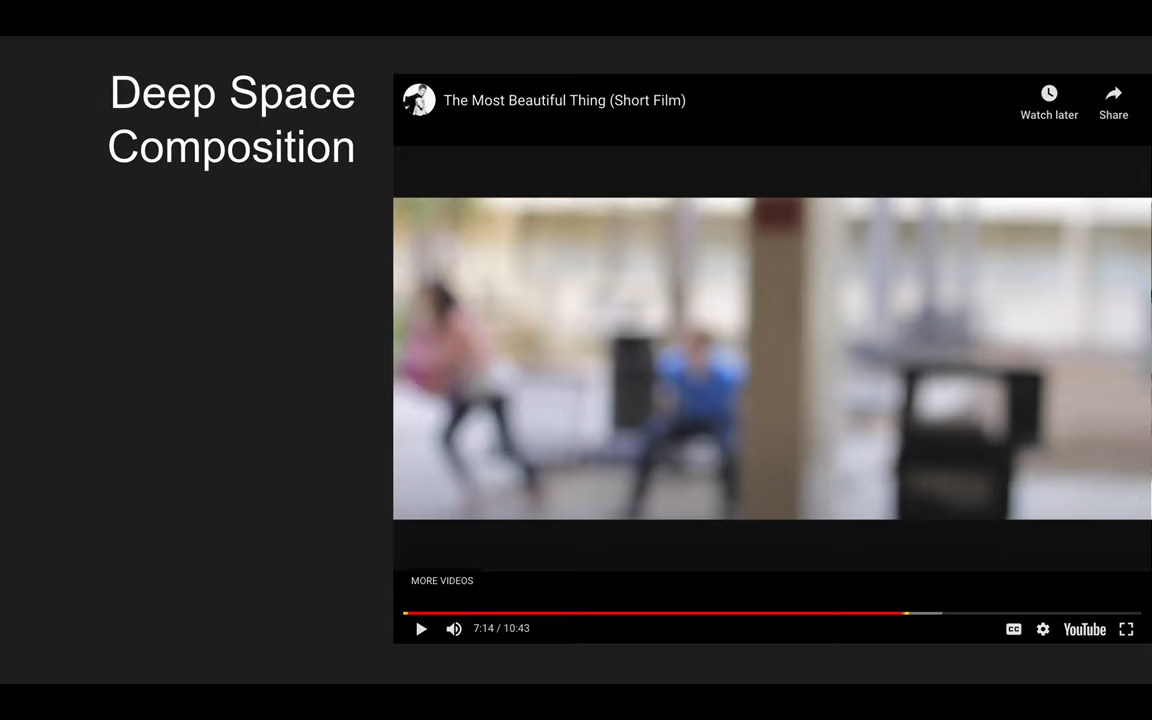 Deep Space
Composition
The Most Beautiful Thing (Short Film)
Watch later
Share
MORE VIDEOS
7:14 / 10:43
CC
YouTube